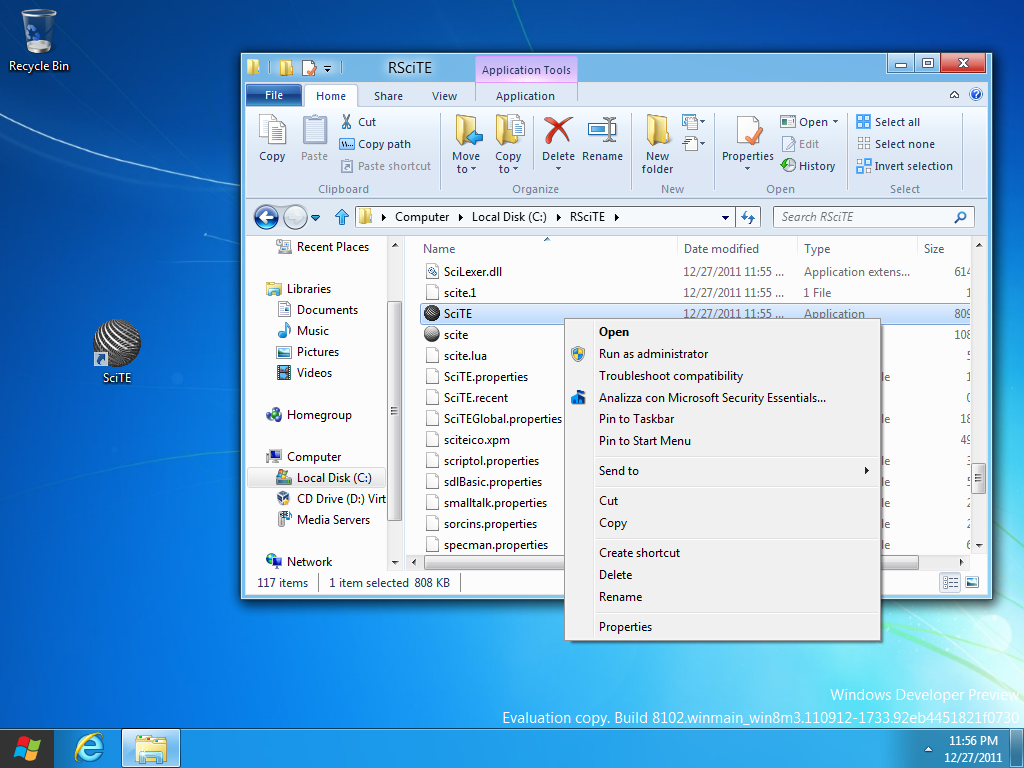 Recycle Bin
SciTE
RSciTE
Application Tools
File
Home
Share
View
Application
Copy
Paste
Cut
Copy path
Paste shortcut
Clipboard
Move to
Copy to
Delete
Rename
Organize
New folder
New
Properties
Open
Edit
History
Open
Select all
Select none
Invert selection
Select
Computer
Local Disk (C:)
RSciTE
Search RSciTE
Recent Places
Libraries
Documents
Music
Pictures
Videos
Homegroup
Computer
Local Disk (C:)
CD Drive (D:) Virt
Media Servers
Network
Name Date modified Type Size
SciLexer.dll 12/27/2011 11:55 ... Application extens... 614
scite.1 12/27/2011 11:55 ... 1 File 1
SciTE 12/27/2011 11:55 ... Application 809
scite 108
scite.lua
SciTE.properties le
SciTE.recent
SciTEGlobal.properties le 18
sciteico.xpm 49
scriptol.properties le
sdlBasic.properties le
smalltalk.properties le
sorcins.properties le
specman.properties le
Open
Run as administrator
Troubleshoot compatibility
Analizza con Microsoft Security Essentials...
Pin to Taskbar
Pin to Start Menu
Send to
Cut
Copy
Create shortcut
Delete
Rename
Properties
117 items 1 item selected 808 KB
Windows Developer Preview
Evaluation copy. Build 8102.winmain_win8m3.110912-1733.92eb4451821f0730
11:56 PM
12/27/2011